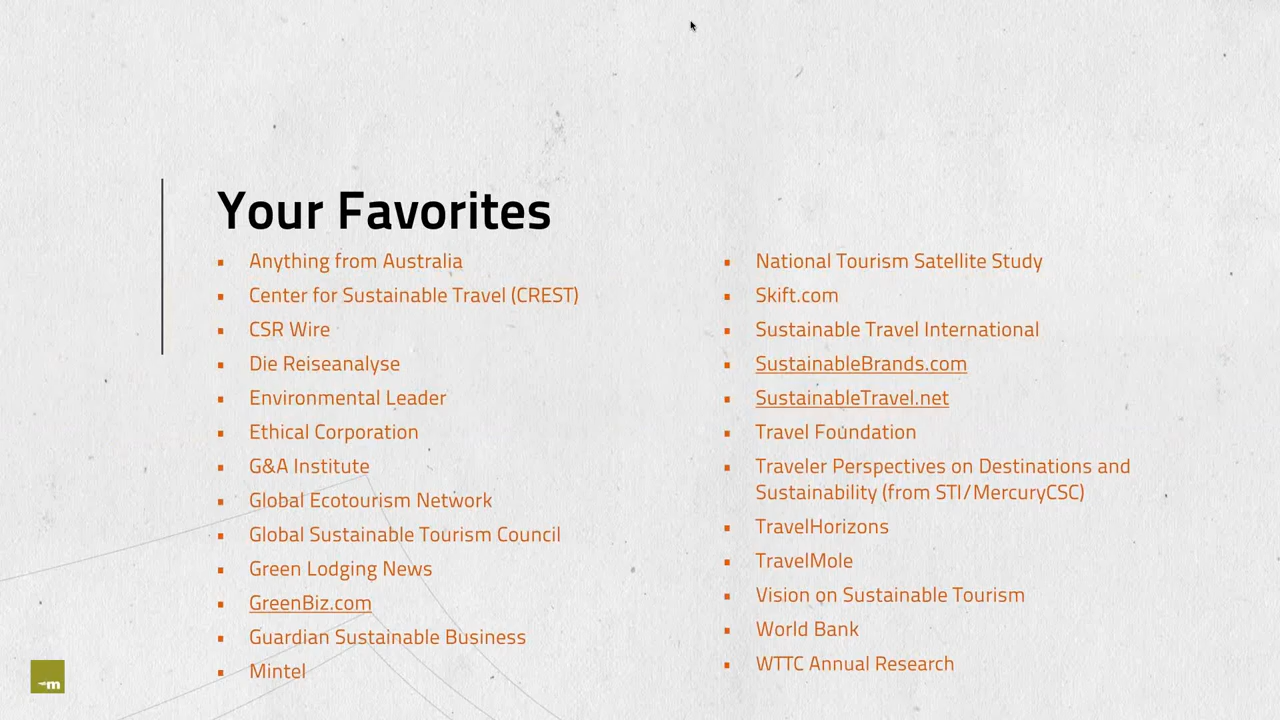 Your Favorites
Anything from Australia
Center for Sustainable Travel (CREST)
CSR Wire
Die Reiseanalyse
Environmental Leader
Ethical Corporation
G&A Institute
Global Ecotourism Network
Global Sustainable Tourism Council
Green Lodging News
GreenBiz.com
Guardian Sustainable Business
Mintel
National Tourism Satellite Study
Skift.com
Sustainable Travel International
SustainableBrands.com
SustainableTravel.net
Travel Foundation
Traveler Perspectives on Destinations and
Sustainability (from STI/MercuryCSC)
TravelHorizons
TravelMole
Vision on Sustainable Tourism
World Bank
WTTC Annual Research
m